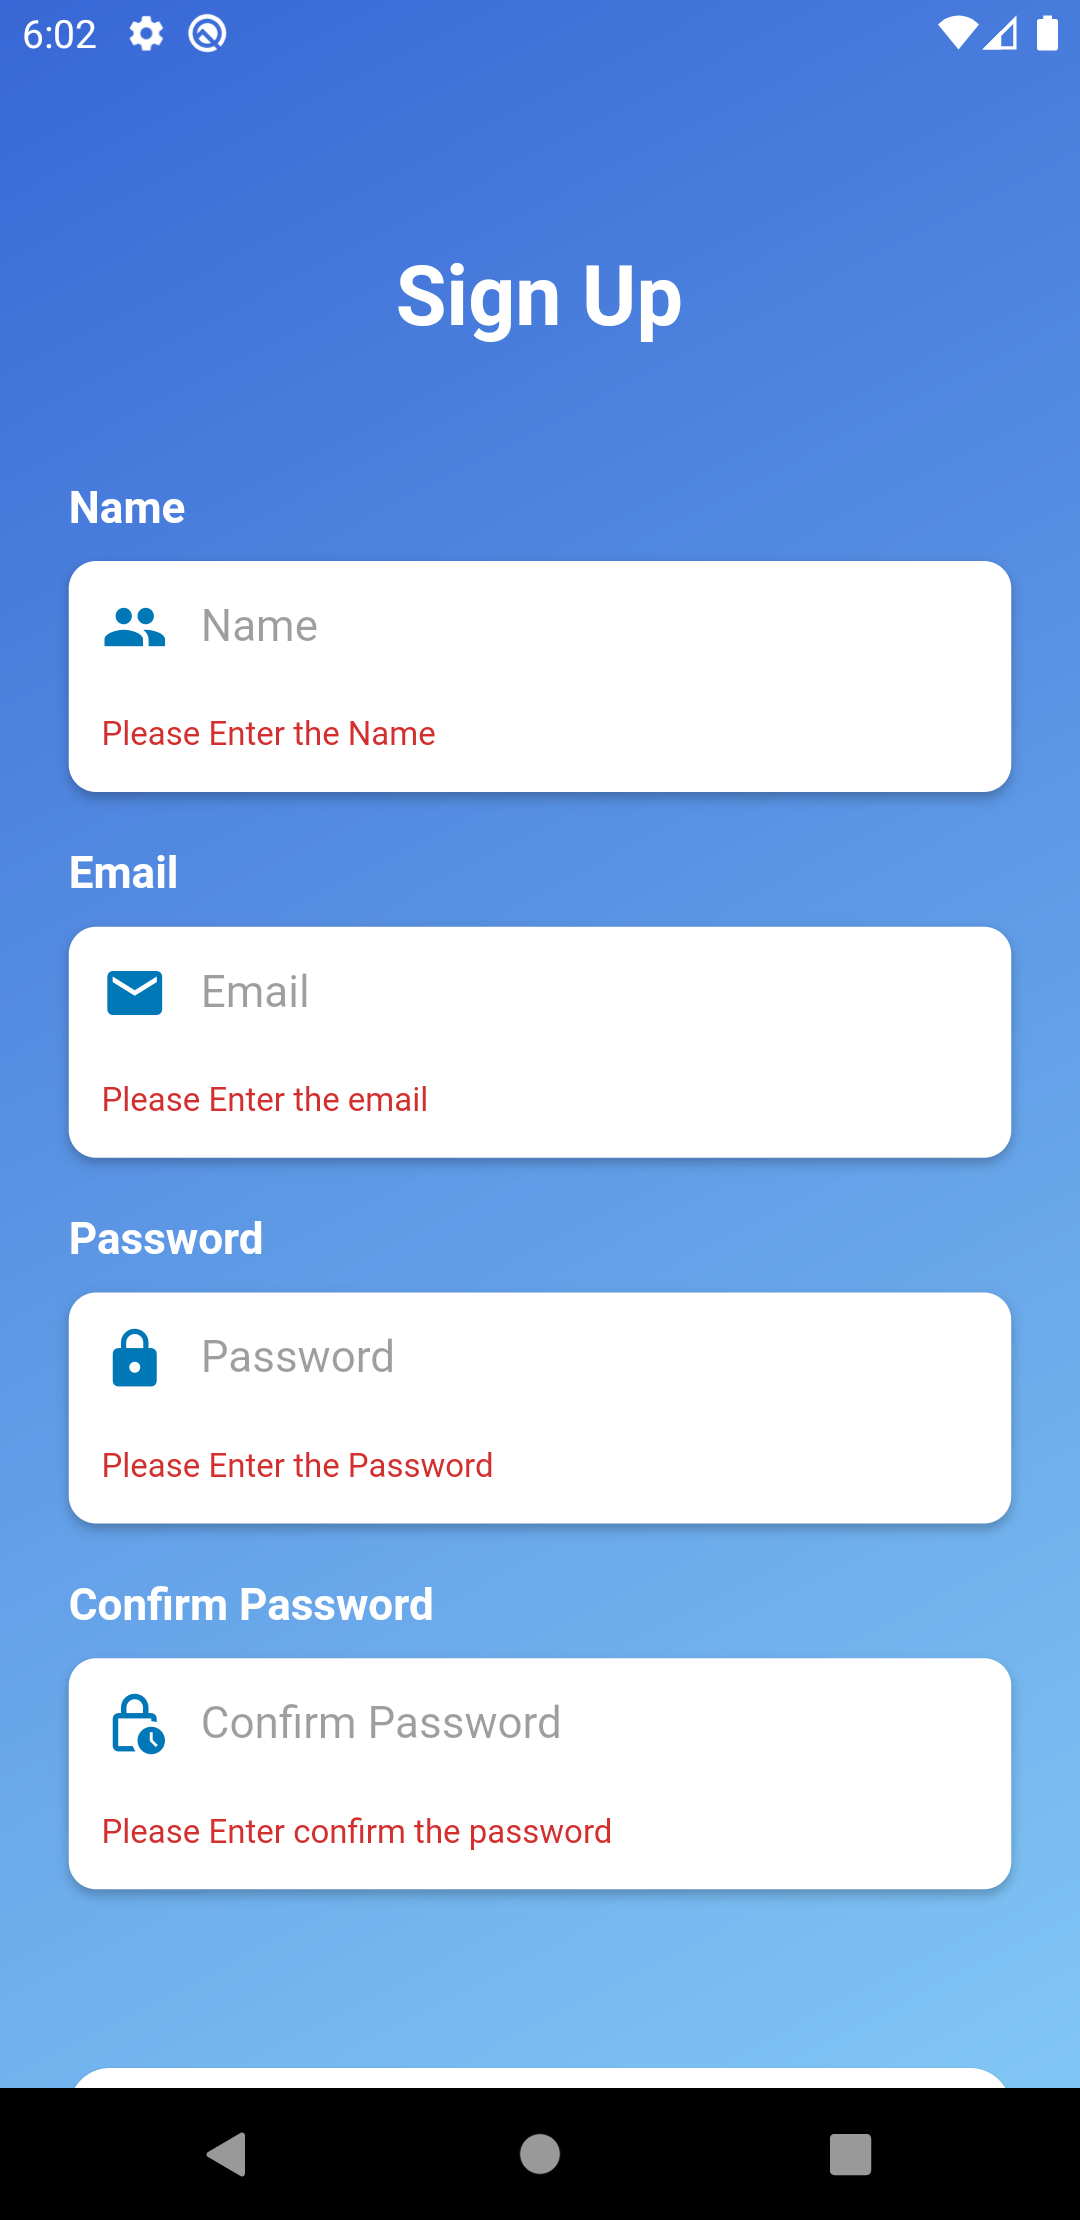 6:02
Sign Up
Name
Name
Please Enter the Name
Email
Email
Please Enter the email
Password
Password
Please Enter the Password
Confirm Password
Confirm Password
Please Enter confirm the password